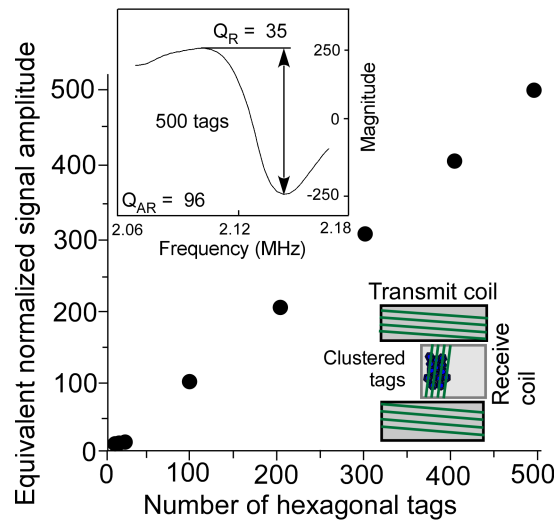 Equivalent normalized signal amplitude
500
400
300
200
100
0
Q_R = 35
500 tags
Q_AR = 96
250
0
-250
Magnitude
2.06
2.12
2.18
Frequency (MHz)
Transmit coil
Clustered
tags
Receive
coil
0
100
200
300
400
500
Number of hexagonal tags